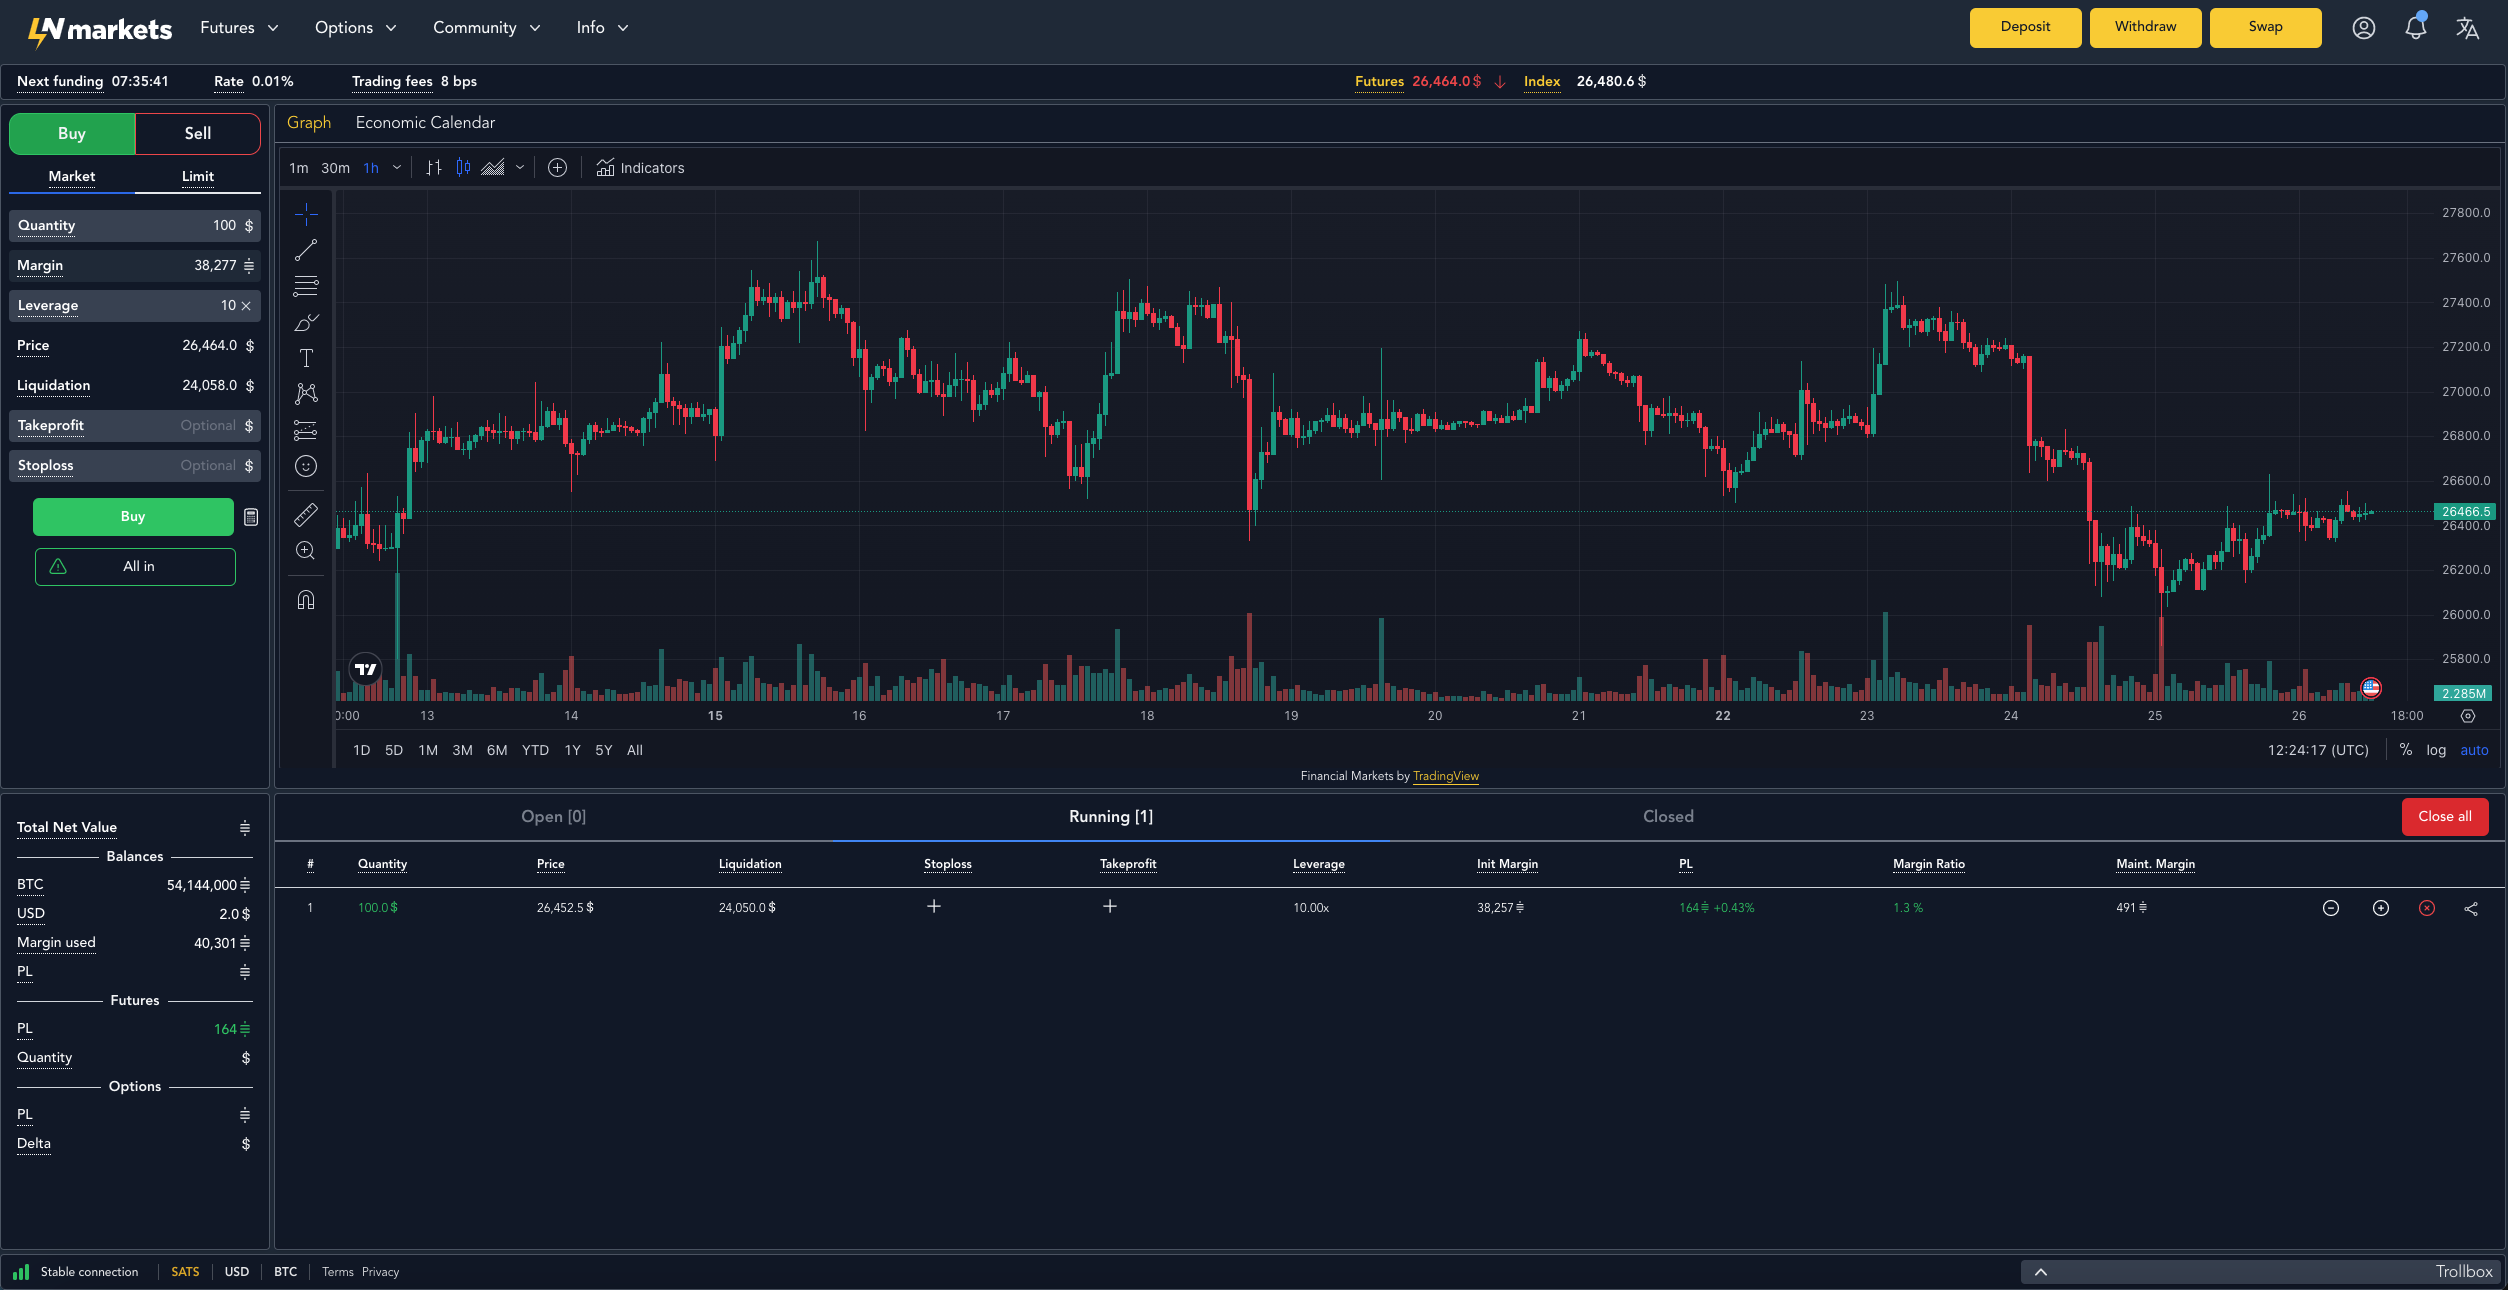 LN markets Futures Options Community Info Deposit Withdraw Swap
Next funding 07:35:41 Rate 0.01% Trading fees 8 bps Futures 26,464.0 $ ↓ Index 26,480.6 $
Buy Sell
Market Limit
Quantity 100 $
Margin 38,277
Leverage 10 ×
Price 26,464.0 $
Liquidation 24,058.0 $
Takeprofit Optional $
Stoploss Optional $
Buy
All in
Graph Economic Calendar
1m 30m 1h Indicators
27800.0
27600.0
27400.0
27200.0
27000.0
26800.0
26600.0
26466.5
26400.0
26200.0
26000.0
25800.0
2.285M
0:00 13 14 15 16 17 18 19 20 21 22 23 24 25 26 18:00
1D 5D 1M 3M 6M YTD 1Y 5Y All 12:24:17 (UTC) % log auto
Financial Markets by TradingView
Total Net Value
Balances
BTC 54,144,000
USD 2.0 $
Margin used 40,301
PL
Futures
PL 164
Quantity $
Options
PL
Delta $
Open [0] Running [1] Closed Close all
# Quantity Price Liquidation Stoploss Takeprofit Leverage Init Margin PL Margin Ratio Maint. Margin
1 100.0 $ 26,452.5 $ 24,050.0 $ + + 10.00x 38,257 164 +0.43% 1.3 % 491
Stable connection SATS USD BTC Terms Privacy Trollbox